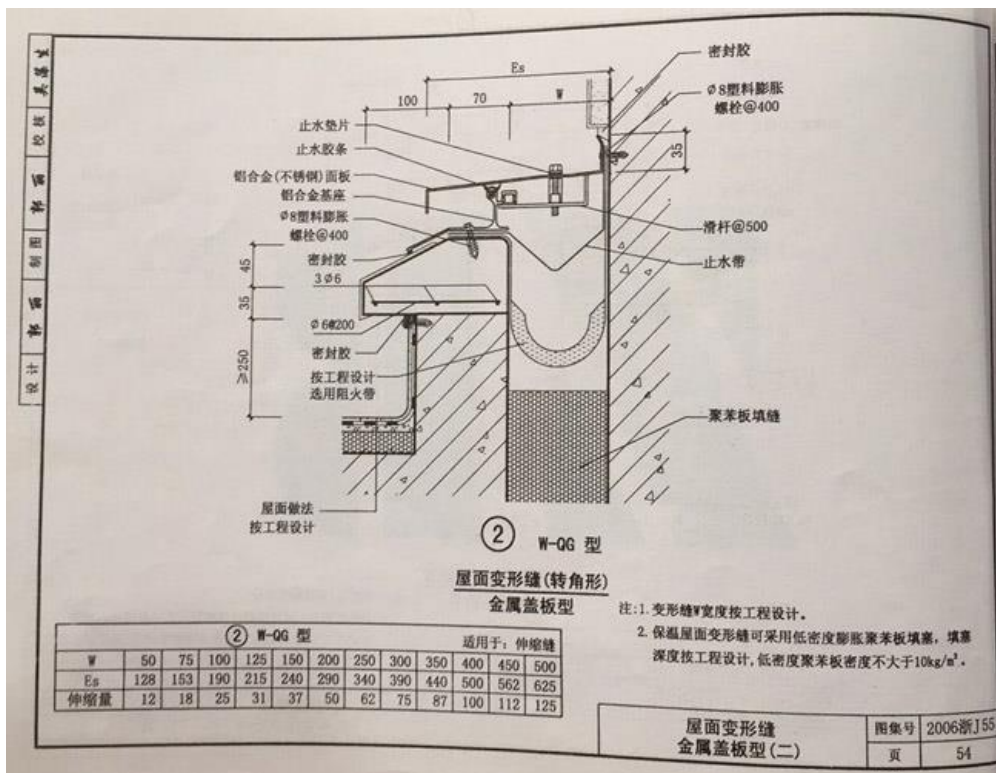 密封胶
Es
Ø8塑料膨胀
螺栓@400
100
70
W
止水垫片
止水胶条
35
铝合金(不锈钢)面板
铝合金基座
Ø8塑料膨胀
螺栓@400
滑杆@500
密封胶
止水带
45
3Ø6
35
Ø6@200
密封胶
≥250
按工程设计
选用阻火带
聚苯板填缝
屋面做法
按工程设计
校核
制图
设计
② W-QG 型
屋面变形缝(转角形)
金属盖板型
注:1.变形缝W宽度按工程设计。
2.保温屋面变形缝可采用低密度膨胀聚苯板填塞,填塞
深度按工程设计,低密度聚苯板密度不大于10kg/m³。
② W-QG 型 适用于: 伸缩缝
W 50 75 100 125 150 200 250 300 350 400 450 500
Es 128 153 190 215 240 290 340 390 440 500 562 625
伸缩量 12 18 25 31 37 50 62 75 87 100 112 125
屋面变形缝
金属盖板型(二)
图集号 2006浙J55
页 54